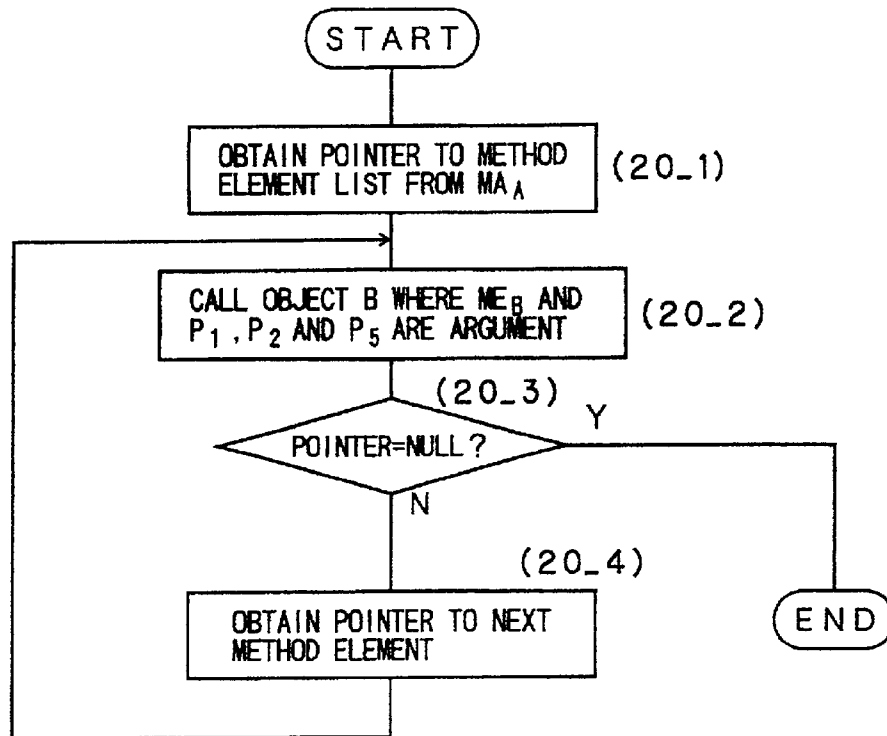 START
OBTAIN POINTER TO METHOD
ELEMENT LIST FROM MA_A
(20_1)
CALL OBJECT B WHERE ME_B AND
P_1, P_2 AND P_5 ARE ARGUMENT
(20_2)
(20_3)
POINTER=NULL?
Y
N
(20_4)
OBTAIN POINTER TO NEXT
METHOD ELEMENT
END